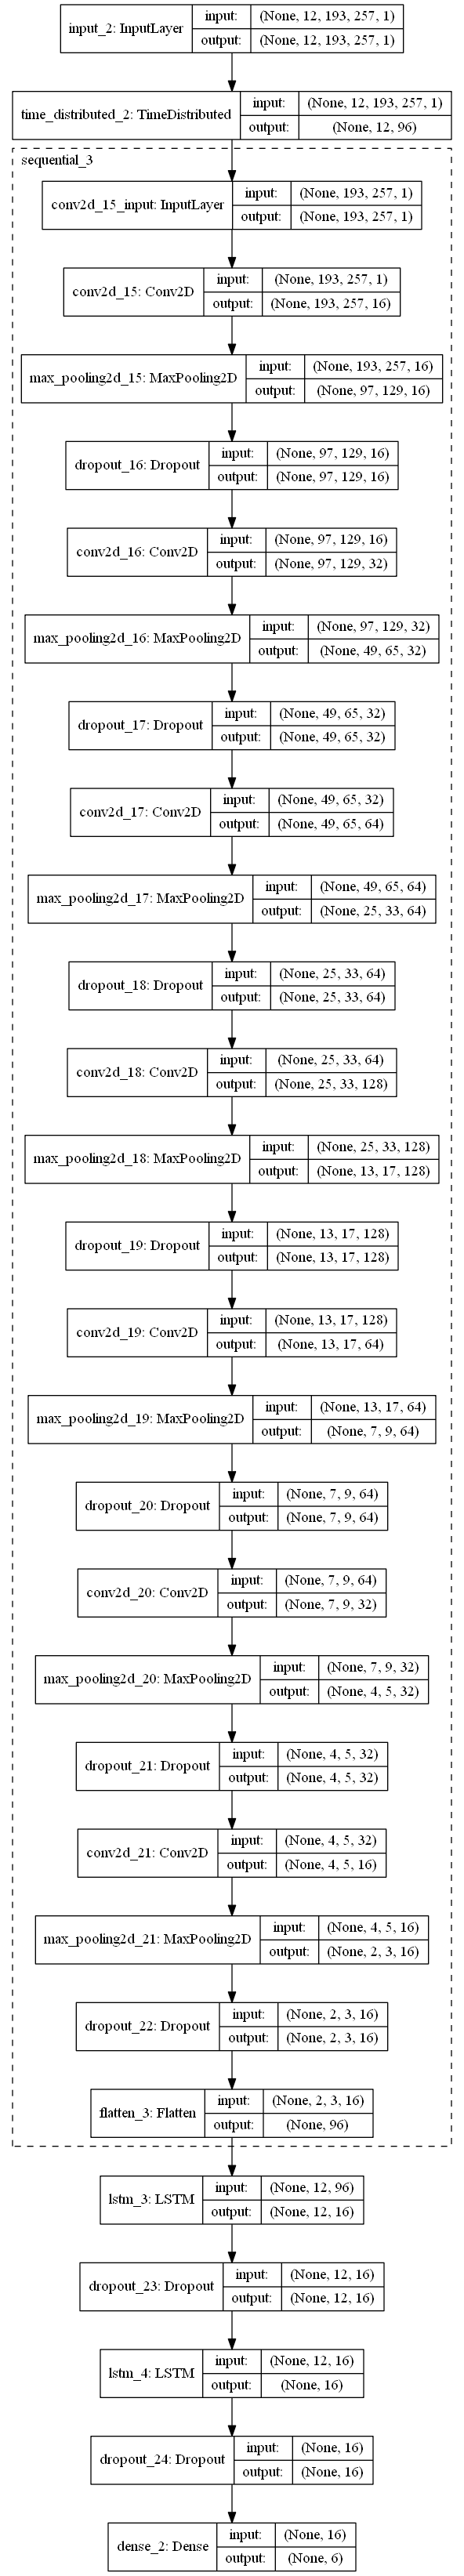 input_2: InputLayer
input: (None, 12, 193, 257, 1)
output: (None, 12, 193, 257, 1)
time_distributed_2: TimeDistributed
input: (None, 12, 193, 257, 1)
output: (None, 12, 96)
sequential_3
conv2d_15_input: InputLayer
input: (None, 193, 257, 1)
output: (None, 193, 257, 1)
conv2d_15: Conv2D
input: (None, 193, 257, 1)
output: (None, 193, 257, 16)
max_pooling2d_15: MaxPooling2D
input: (None, 193, 257, 16)
output: (None, 97, 129, 16)
dropout_16: Dropout
input: (None, 97, 129, 16)
output: (None, 97, 129, 16)
conv2d_16: Conv2D
input: (None, 97, 129, 16)
output: (None, 97, 129, 32)
max_pooling2d_16: MaxPooling2D
input: (None, 97, 129, 32)
output: (None, 49, 65, 32)
dropout_17: Dropout
input: (None, 49, 65, 32)
output: (None, 49, 65, 32)
conv2d_17: Conv2D
input: (None, 49, 65, 32)
output: (None, 49, 65, 64)
max_pooling2d_17: MaxPooling2D
input: (None, 49, 65, 64)
output: (None, 25, 33, 64)
dropout_18: Dropout
input: (None, 25, 33, 64)
output: (None, 25, 33, 64)
conv2d_18: Conv2D
input: (None, 25, 33, 64)
output: (None, 25, 33, 128)
max_pooling2d_18: MaxPooling2D
input: (None, 25, 33, 128)
output: (None, 13, 17, 128)
dropout_19: Dropout
input: (None, 13, 17, 128)
output: (None, 13, 17, 128)
conv2d_19: Conv2D
input: (None, 13, 17, 128)
output: (None, 13, 17, 64)
max_pooling2d_19: MaxPooling2D
input: (None, 13, 17, 64)
output: (None, 7, 9, 64)
dropout_20: Dropout
input: (None, 7, 9, 64)
output: (None, 7, 9, 64)
conv2d_20: Conv2D
input: (None, 7, 9, 64)
output: (None, 7, 9, 32)
max_pooling2d_20: MaxPooling2D
input: (None, 7, 9, 32)
output: (None, 4, 5, 32)
dropout_21: Dropout
input: (None, 4, 5, 32)
output: (None, 4, 5, 32)
conv2d_21: Conv2D
input: (None, 4, 5, 32)
output: (None, 4, 5, 16)
max_pooling2d_21: MaxPooling2D
input: (None, 4, 5, 16)
output: (None, 2, 3, 16)
dropout_22: Dropout
input: (None, 2, 3, 16)
output: (None, 2, 3, 16)
flatten_3: Flatten
input: (None, 2, 3, 16)
output: (None, 96)
lstm_3: LSTM
input: (None, 12, 96)
output: (None, 12, 16)
dropout_23: Dropout
input: (None, 12, 16)
output: (None, 12, 16)
lstm_4: LSTM
input: (None, 12, 16)
output: (None, 16)
dropout_24: Dropout
input: (None, 16)
output: (None, 16)
dense_2: Dense
input: (None, 16)
output: (None, 6)